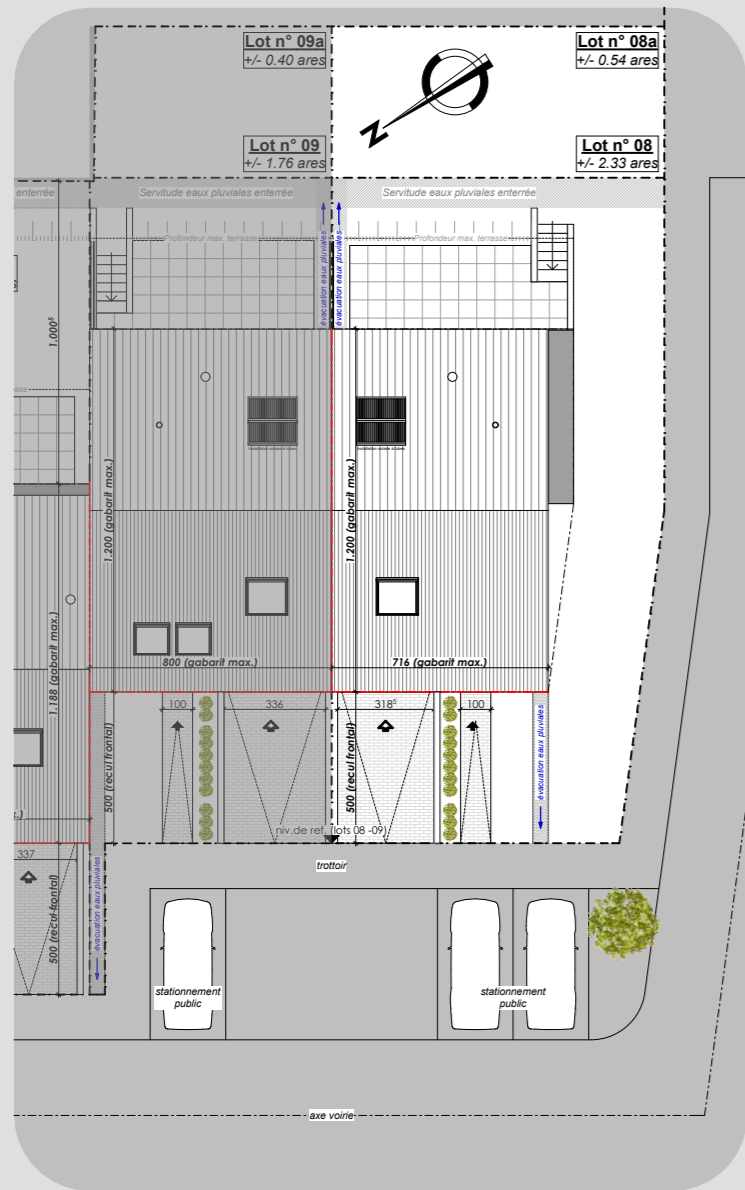 Lot n° 09a
+/- 0.40 ares
Lot n° 08a
+/- 0.54 ares
N
Lot n° 09
+/- 1.76 ares
Lot n° 08
+/- 2.33 ares
enterrée
Servitude eaux pluviales enterrée
Servitude eaux pluviales enterrée
évacuation eaux pluviales
évacuation eaux pluviales
Profondeur max. terrasse
Profondeur max. terrasse
1.000⁵
1.200 (gabarit max.)
1.200 (gabarit max.)
1.188 (gabarit max.)
800 (gabarit max.)
716 (gabarit max.)
100
336
318⁵
100
500 (recul frontal)
500 (recul frontal)
évacuation eaux pluviales
niv.de ref. (lots 08 -09)
337
trottoir
500 (recul frontal)
évacuation eaux pluviales
stationnement
public
stationnement
public
axe voirie